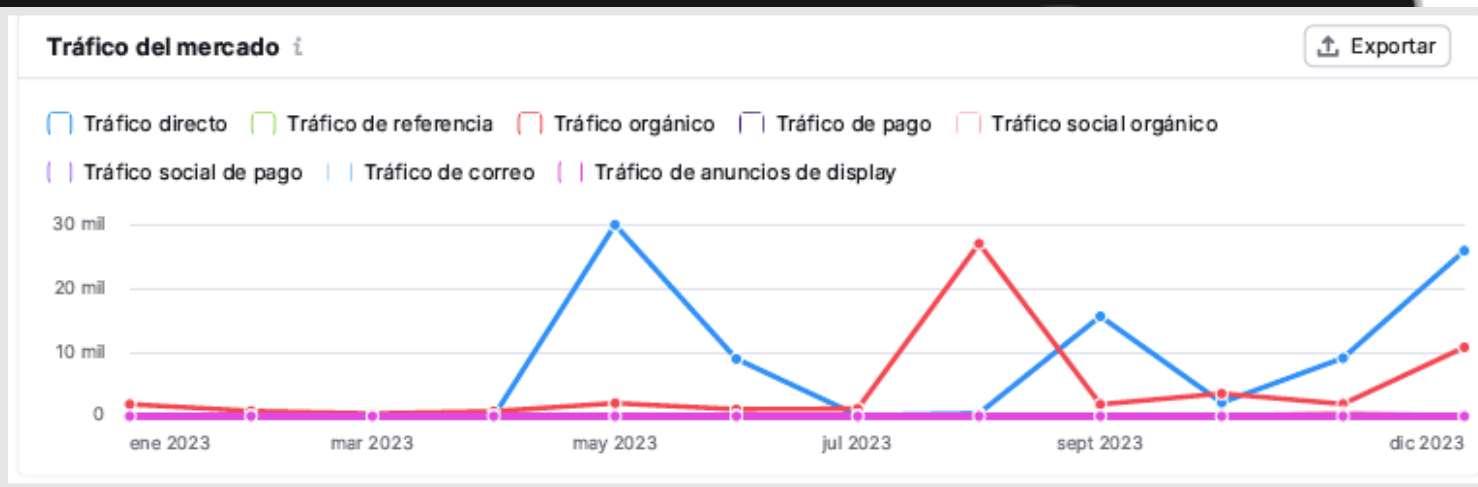 Tráfico del mercado i
Exportar
Tráfico directo Tráfico de referencia Tráfico orgánico Tráfico de pago Tráfico social orgánico
Tráfico social de pago Tráfico de correo Tráfico de anuncios de display
30 mil
20 mil
10 mil
0
ene 2023 mar 2023 may 2023 jul 2023 sept 2023 dic 2023